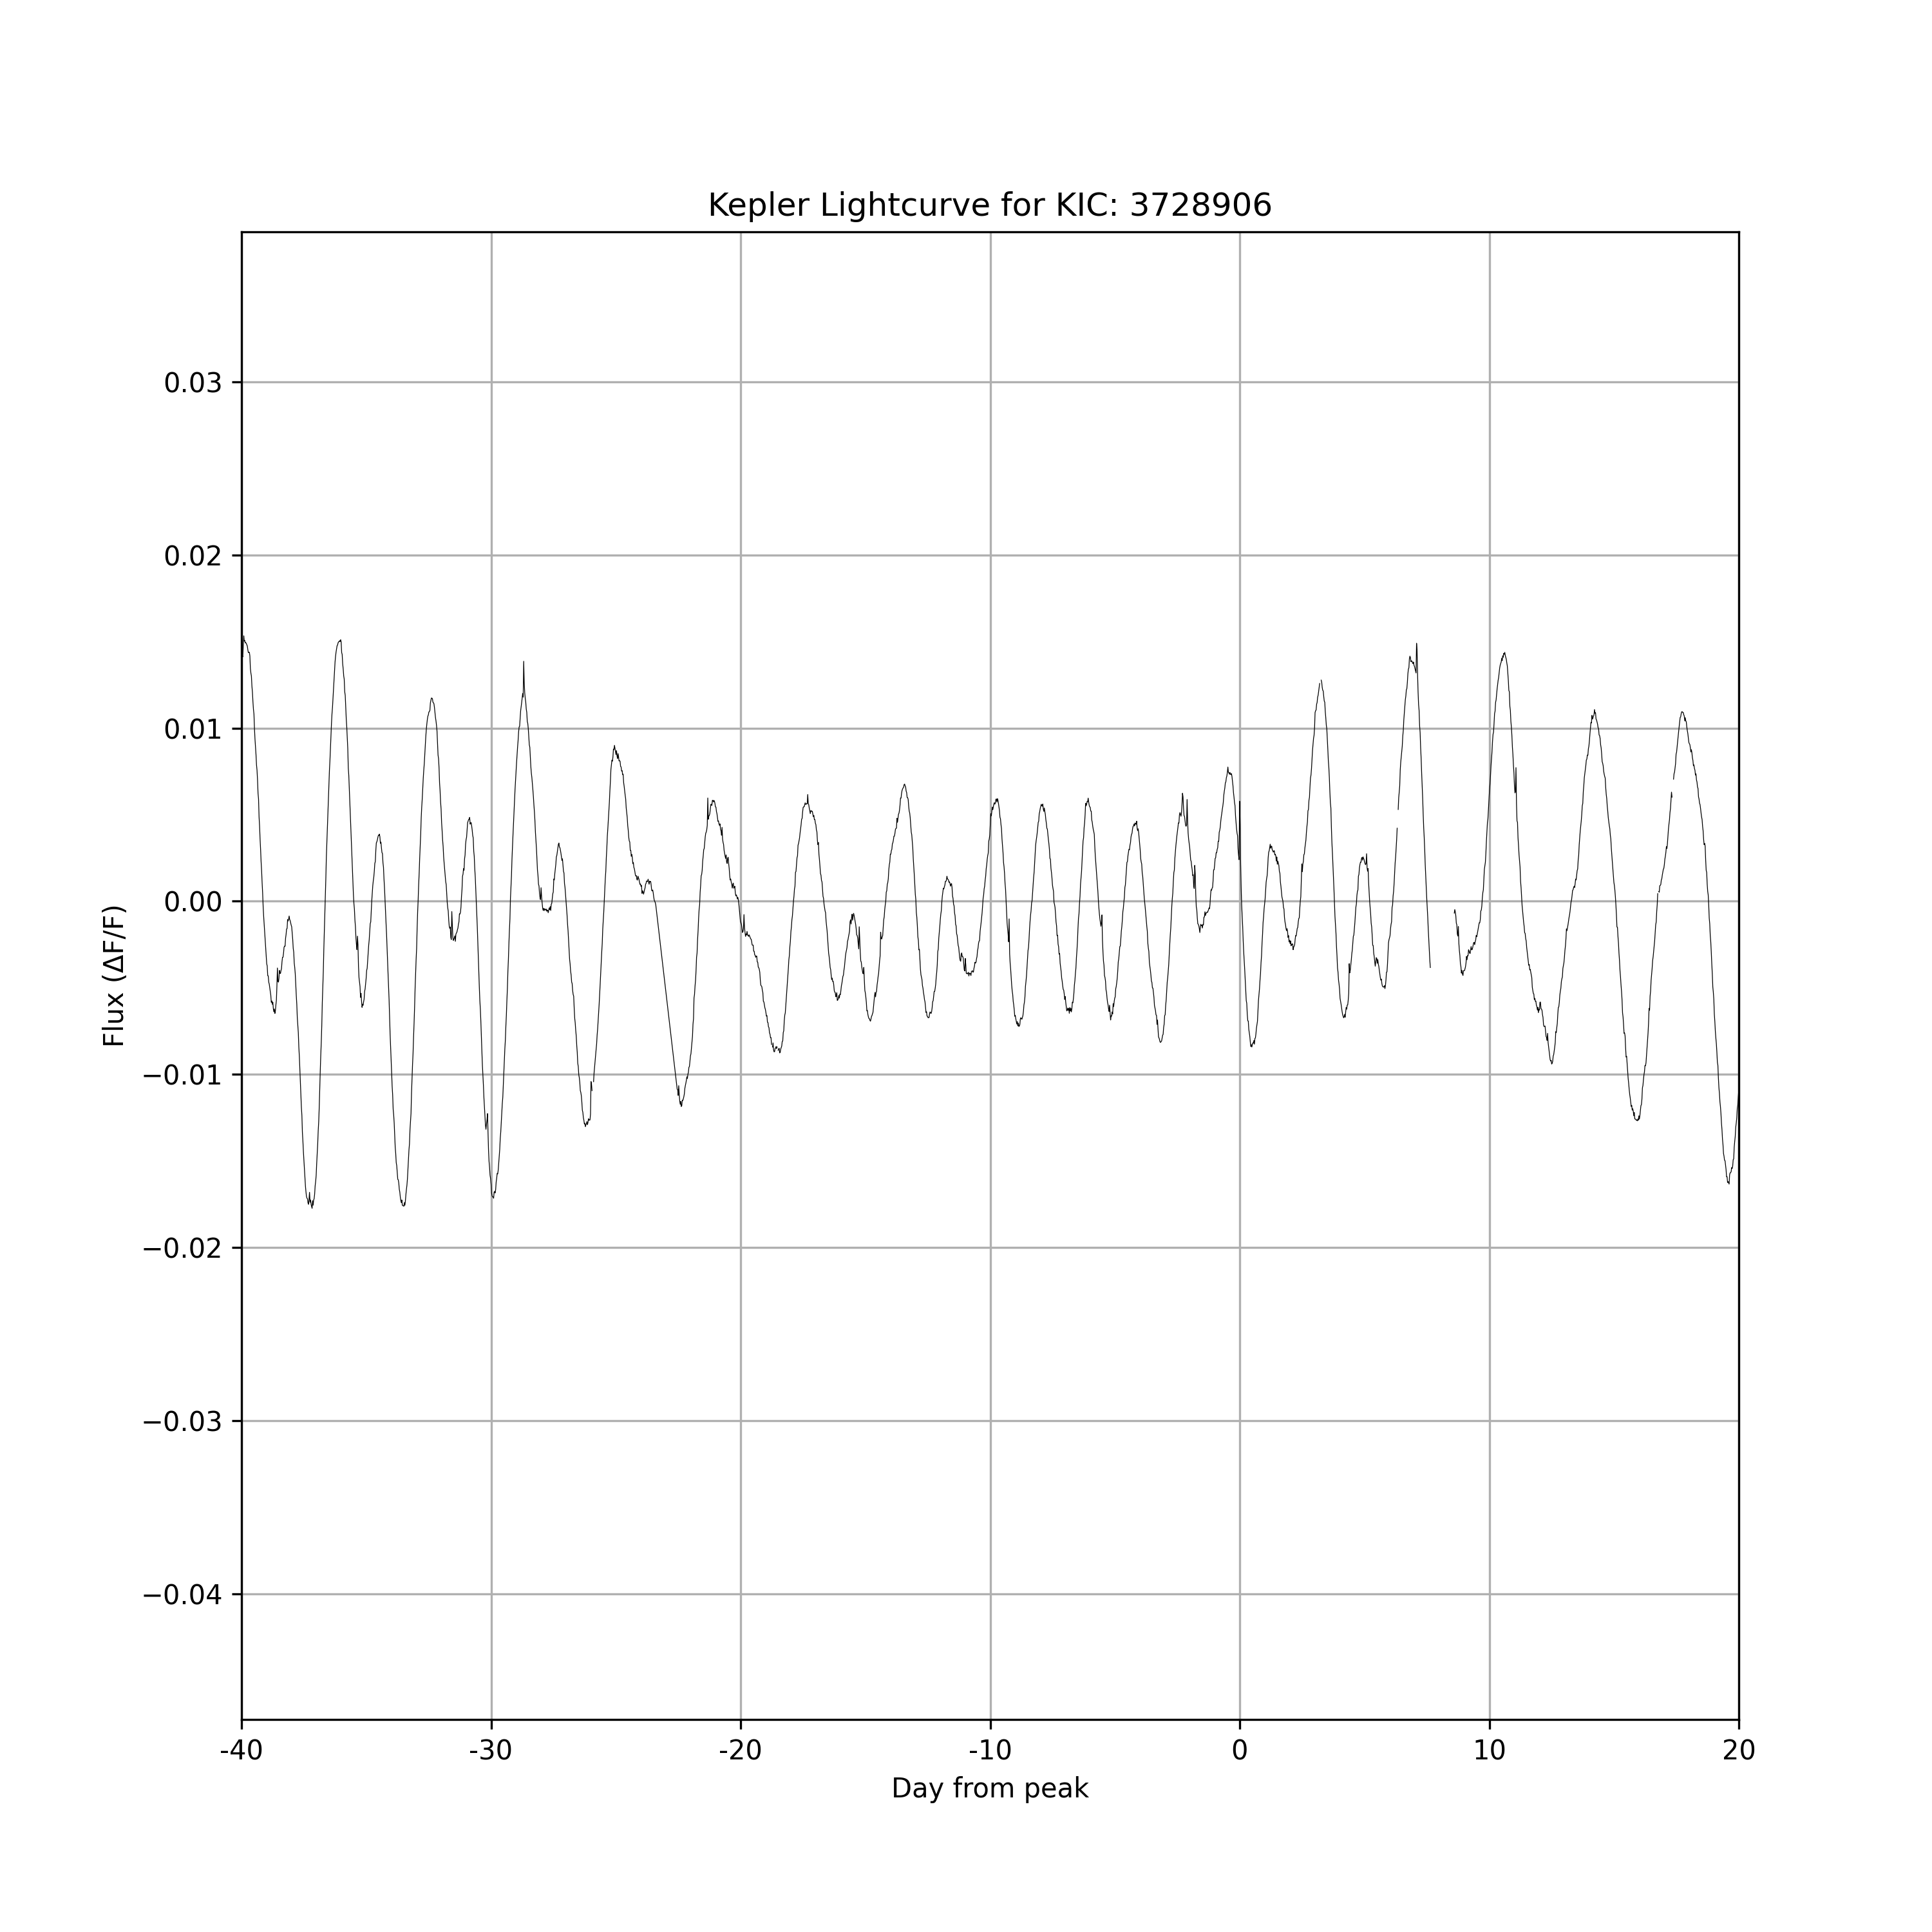 Kepler Lightcurve for KIC: 3728906
Flux (ΔF/F)
0.03
0.02
0.01
0.00
−0.01
−0.02
−0.03
−0.04
-40 -30 -20 -10 0 10 20
Day from peak